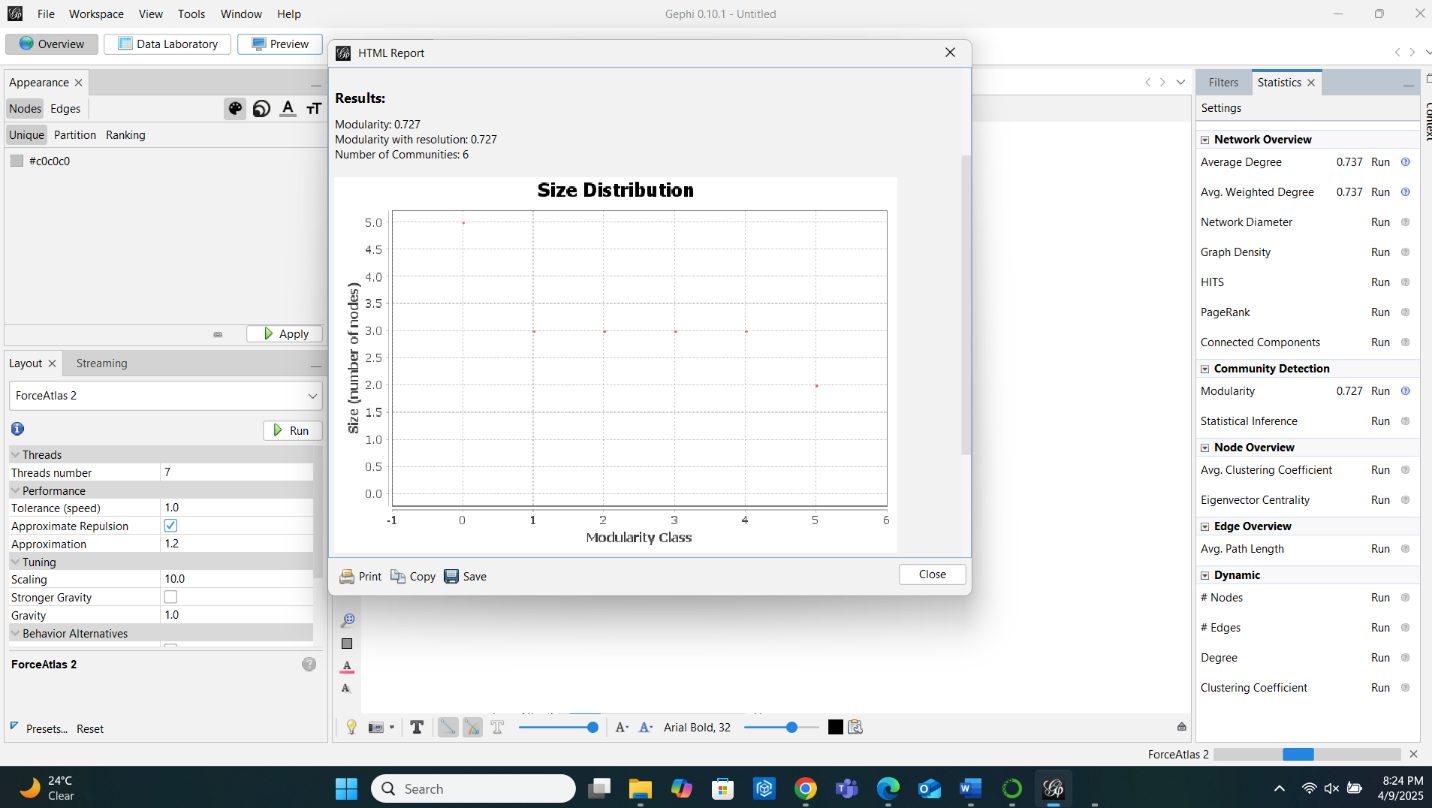 File Workspace View Tools Window Help
Gephi 0.10.1 - Untitled
Overview Data Laboratory Preview
Appearance
Nodes Edges
Unique Partition Ranking
#c0c0c0
Apply
Layout Streaming
ForceAtlas 2
Run
Threads
Threads number 7
Performance
Tolerance (speed) 1.0
Approximate Repulsion
Approximation 1.2
Tuning
Scaling 10.0
Stronger Gravity
Gravity 1.0
Behavior Alternatives
ForceAtlas 2
Presets... Reset
HTML Report
Results:
Modularity: 0.727
Modularity with resolution: 0.727
Number of Communities: 6
Size Distribution
Size (number of nodes)
5.0
4.5
4.0
3.5
3.0
2.5
2.0
1.5
1.0
0.5
0.0
-1 0 1 2 3 4 5 6
Modularity Class
Print Copy Save Close
Arial Bold, 32
Filters Statistics
Context
Settings
Network Overview
Average Degree 0.737 Run
Avg. Weighted Degree 0.737 Run
Network Diameter Run
Graph Density Run
HITS Run
PageRank Run
Connected Components Run
Community Detection
Modularity 0.727 Run
Statistical Inference Run
Node Overview
Avg. Clustering Coefficient Run
Eigenvector Centrality Run
Edge Overview
Avg. Path Length Run
Dynamic
# Nodes Run
# Edges Run
Degree Run
Clustering Coefficient Run
ForceAtlas 2
24°C
Clear
Search
8:24 PM
4/9/2025